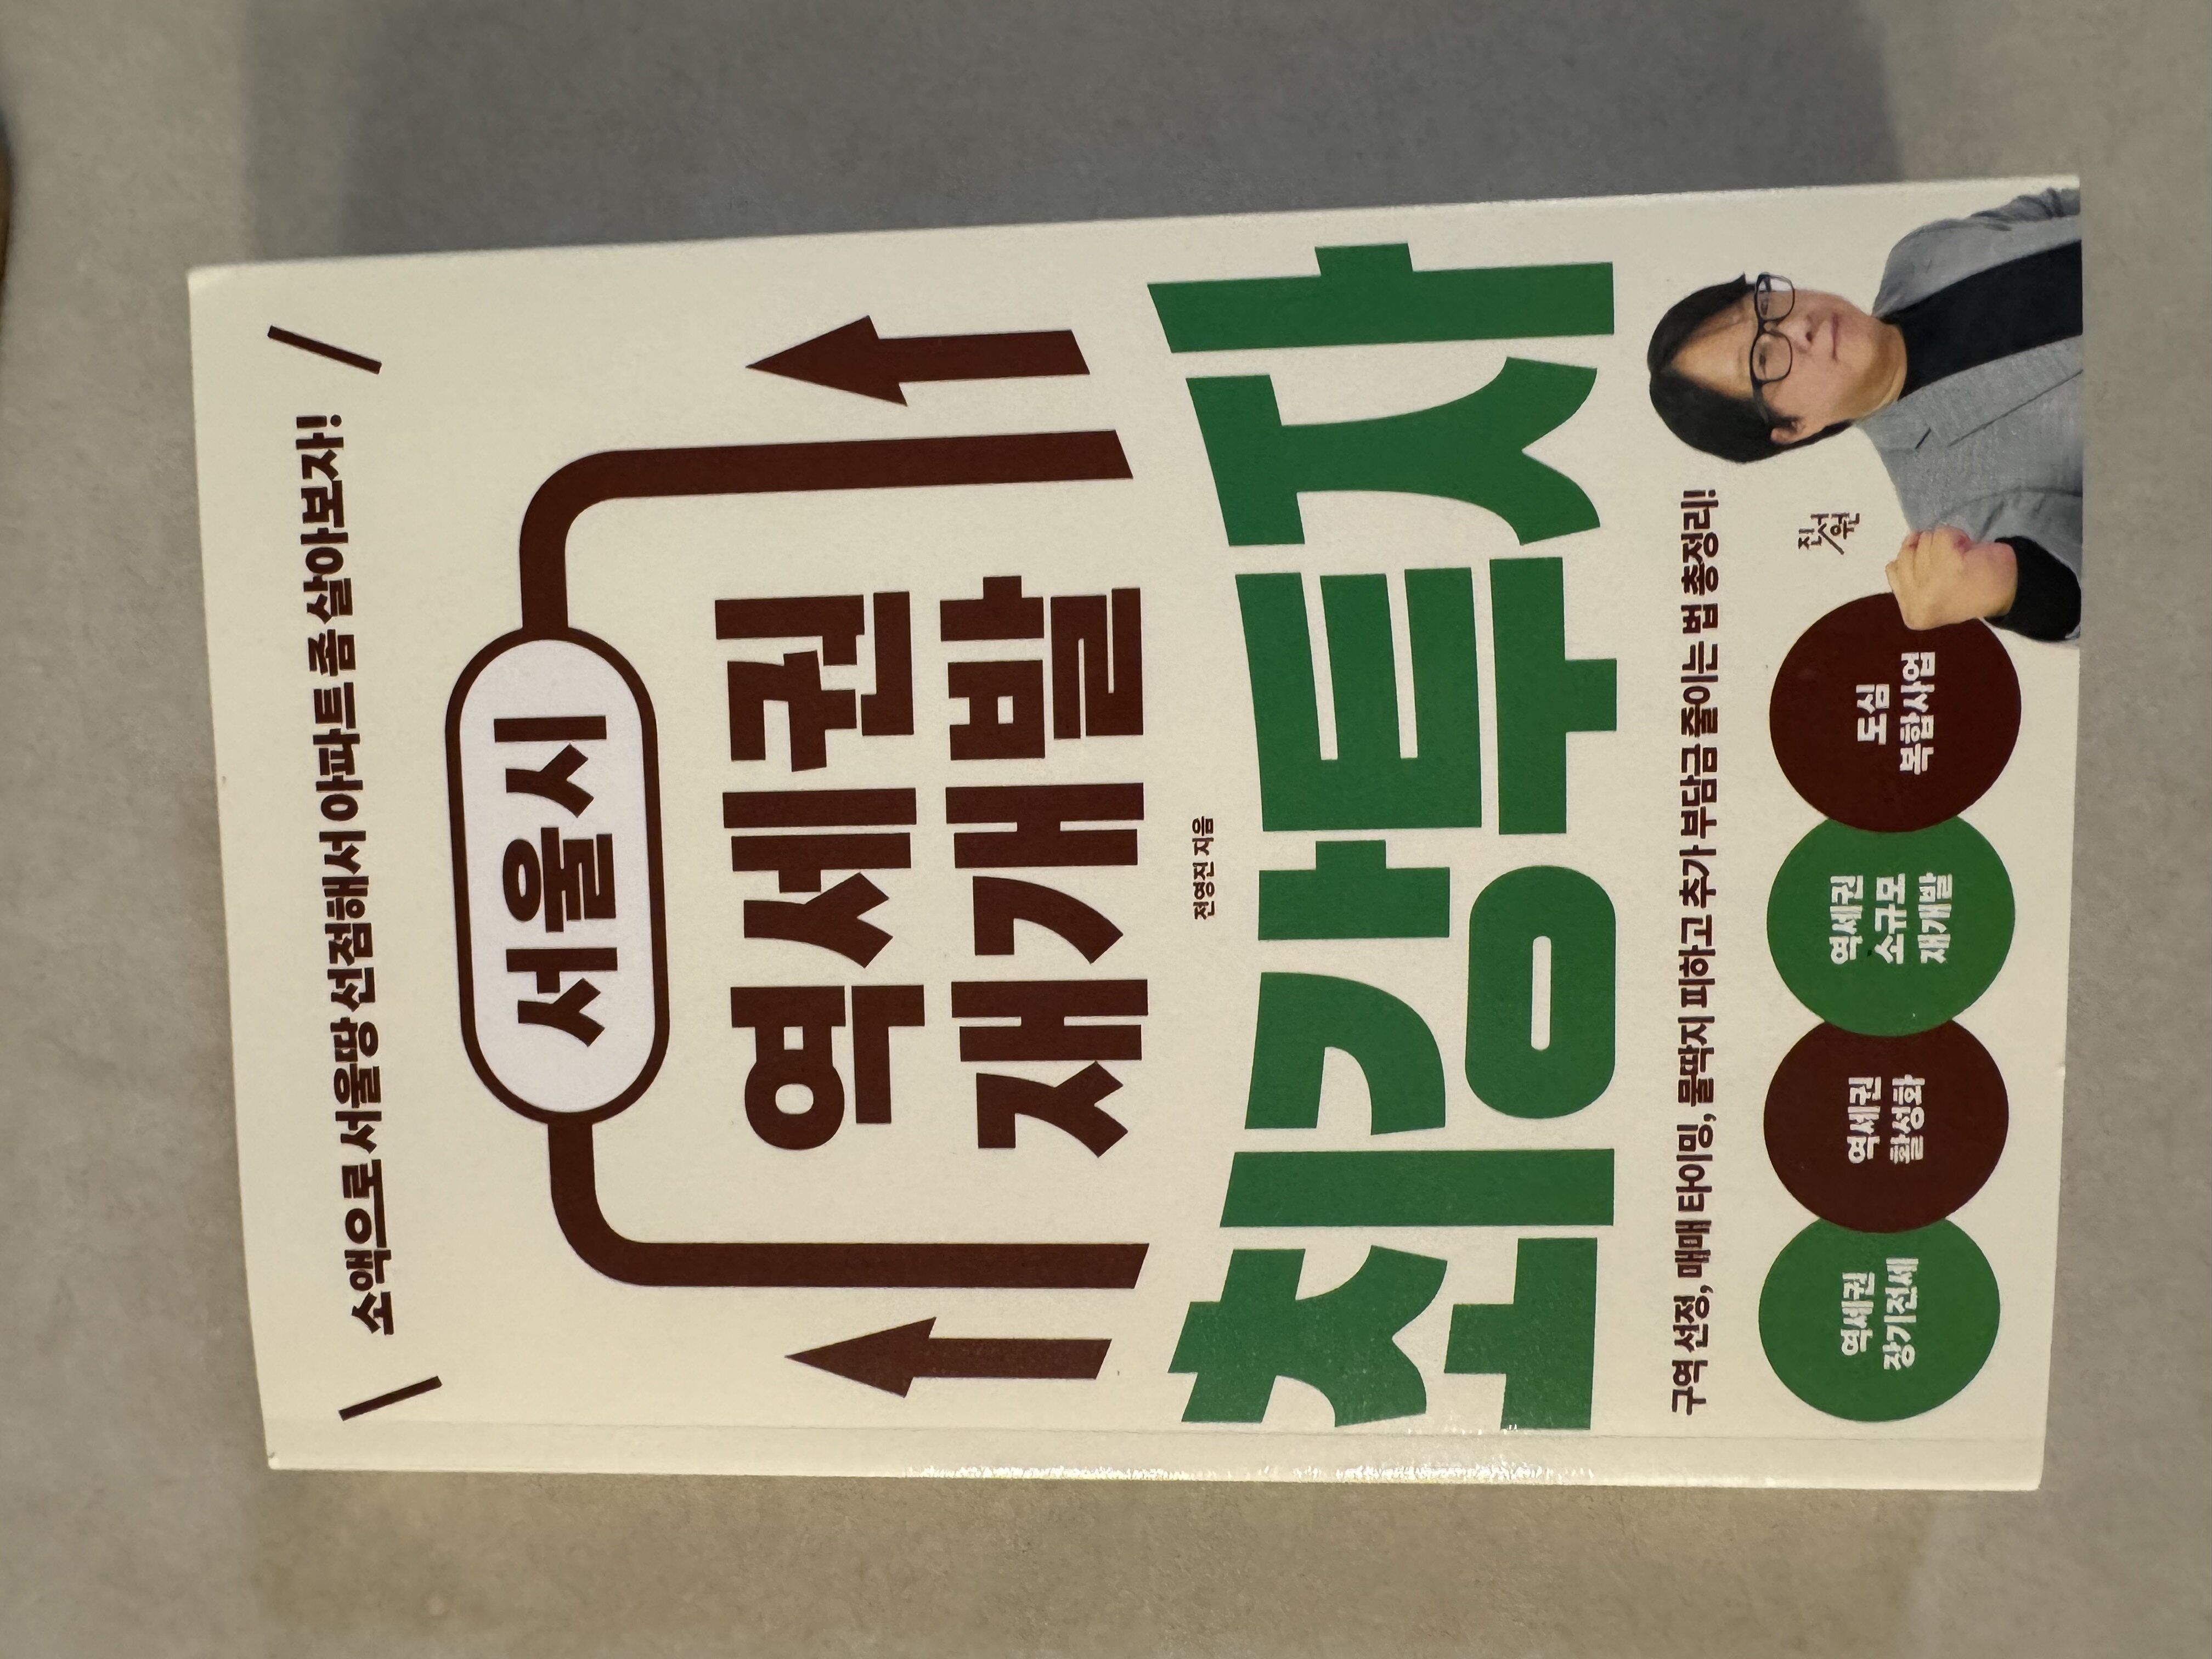 소액으로 서울땅 선점해서 아파트 좀 살아보자!
서울시
역세권
재개발
전영진 지음
최강투자
구역 선정, 매매 타이밍, 물딱지 피하고 추가 부담금 줄이는 법 총정리!
진서원
역세권
장기전세
역세권
활성화
역세권
소규모
재개발
도심
복합사업